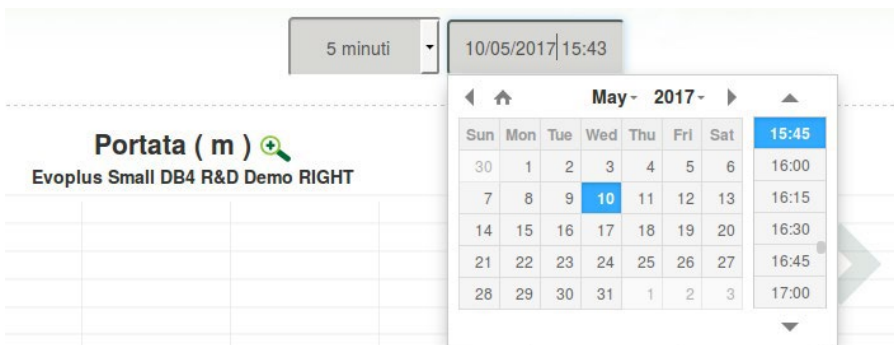 5 minuti
10/05/2017 15:43
May 2017
Sun Mon Tue Wed Thu Fri Sat
30 1 2 3 4 5 6
7 8 9 10 11 12 13
14 15 16 17 18 19 20
21 22 23 24 25 26 27
28 29 30 31 1 2 3
15:45
16:00
16:15
16:30
16:45
17:00
Portata ( m )
Evoplus Small DB4 R&D Demo RIGHT